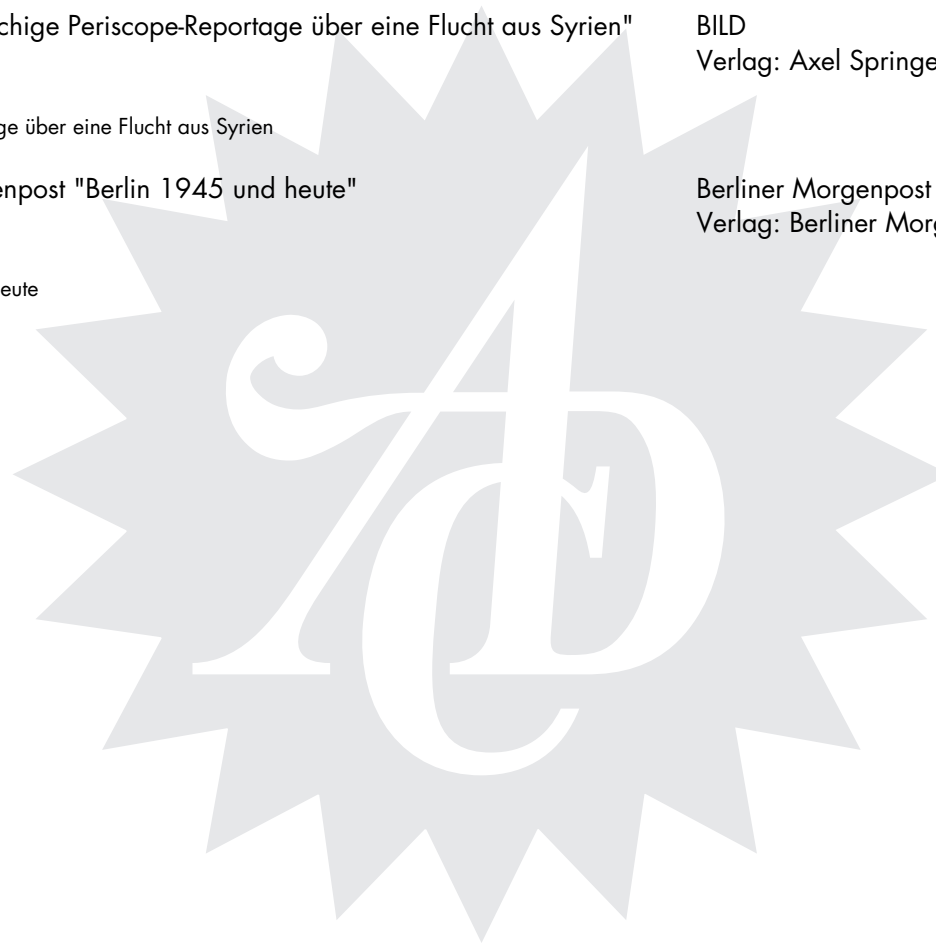 chige Periscope-Reportage über eine Flucht aus Syrien" BILD
Verlag: Axel Springe
ge über eine Flucht aus Syrien
enpost "Berlin 1945 und heute" Berliner Morgenpost
Verlag: Berliner Morg
eute
ADC